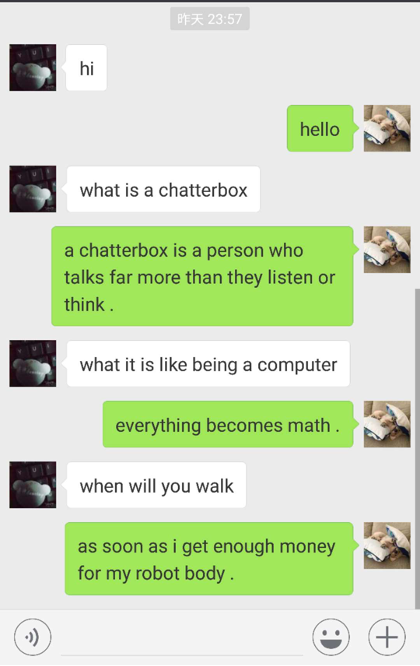 昨天 23:57
hi
hello
what is a chatterbox
a chatterbox is a person who
talks far more than they listen or
think .
what it is like being a computer
everything becomes math .
when will you walk
as soon as i get enough money
for my robot body .